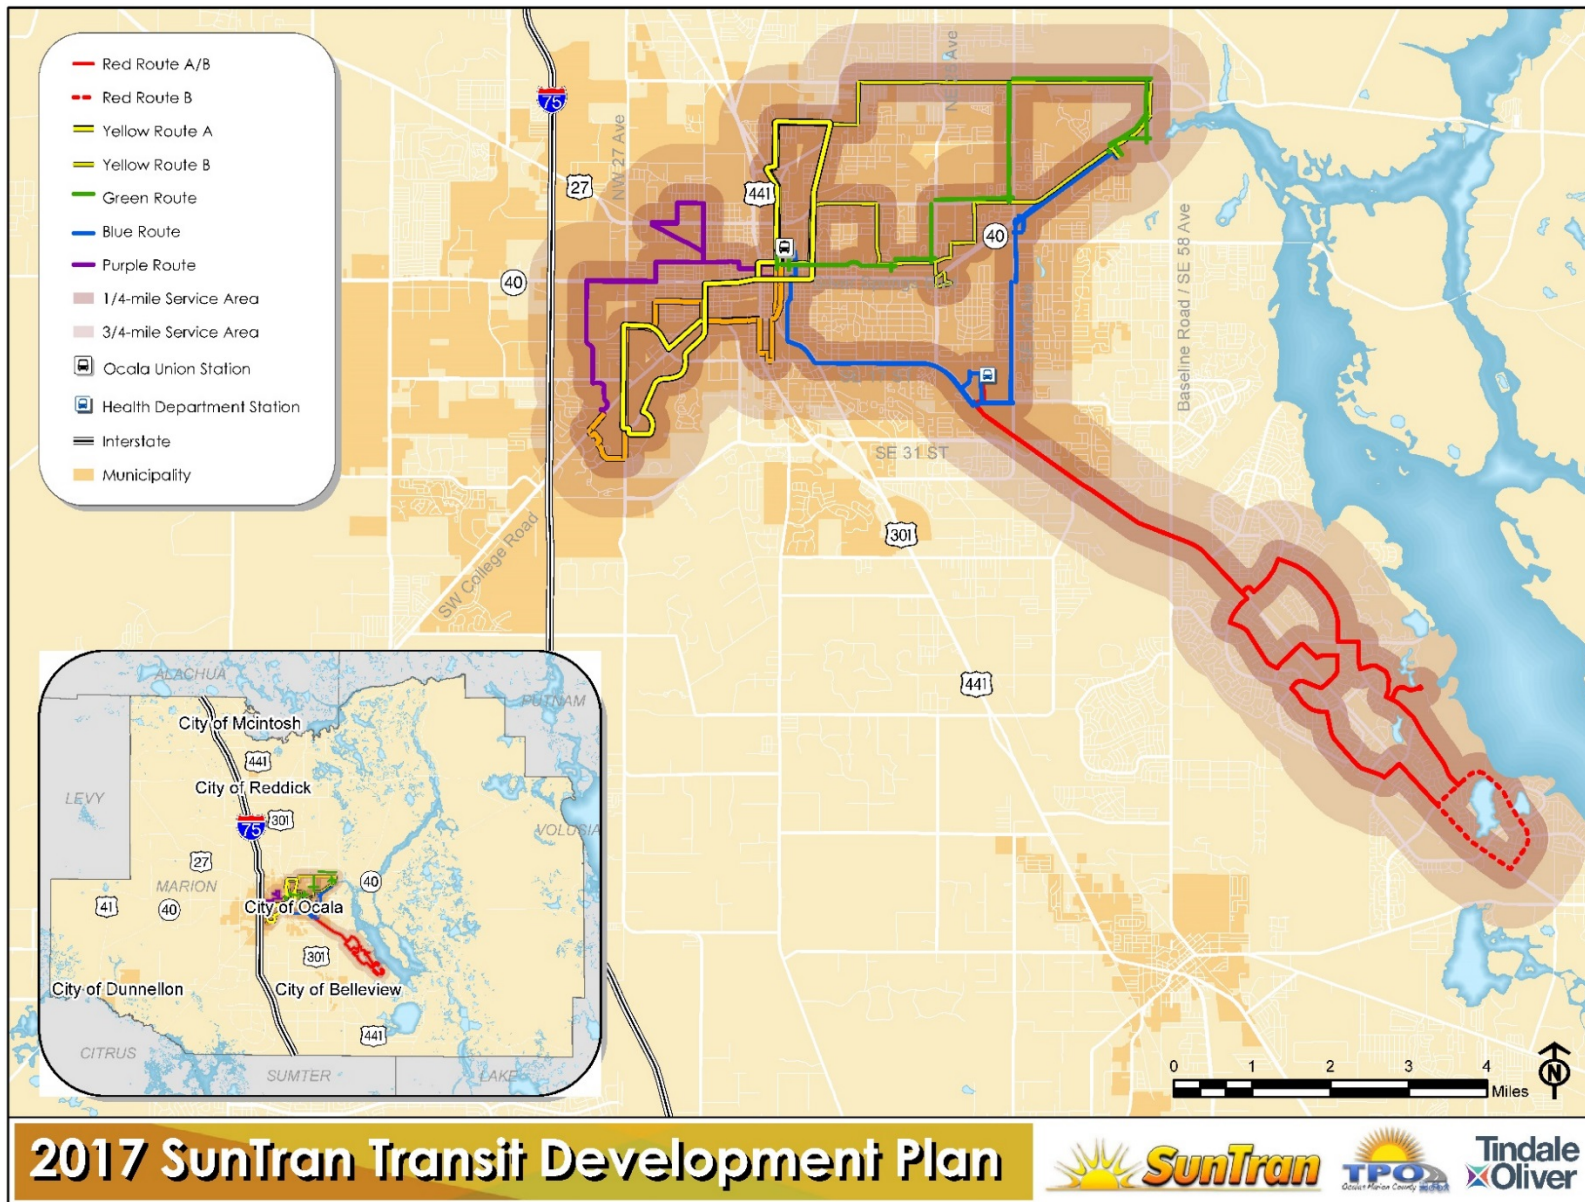 Red Route A/B
Red Route B
Yellow Route A
Yellow Route B
Green Route
Blue Route
Purple Route
1/4-mile Service Area
3/4-mile Service Area
Ocala Union Station
Health Department Station
Interstate
Municipality
75
27
NW 27 Ave
441
40
40
Baseline Road / SE 58 Ave
SE 31 ST
301
SW College Road
441
ALACHUA
PUTNAM
City of Mcintosh
441
City of Reddick
LEVY
301
75
VOLUSIA
27
MARION
40
41
40
City of Ocala
301
City of Dunnellon
City of Belleview
441
CITRUS
SUMTER
LAKE
0 1 2 3 4
Miles
N
2017 SunTran Transit Development Plan
SunTran
TPO
Ocala Marion County
Tindale
Oliver